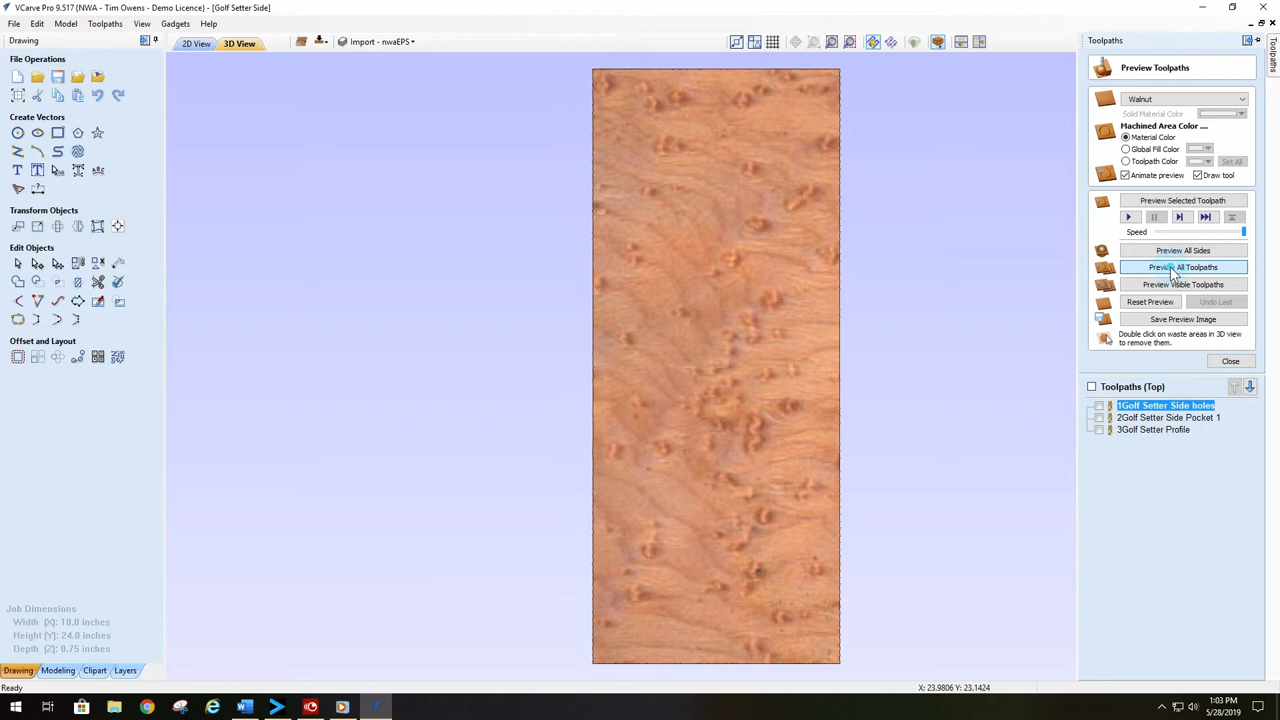 VCarve Pro 9.517 (NWA - Tim Owens - Demo Licence) - [Golf Setter Side]
File Edit Model Toolpaths View Gadgets Help
Drawing
2D View 3D View Import - nwaEPS
Toolpaths
Toolpaths
File Operations
Create Vectors
Transform Objects
Edit Objects
Offset and Layout
Preview Toolpaths
Walnut
Solid Material Color
Machined Area Color ....
Material Color
Global Fill Color
Toolpath Color Set All
Animate preview Draw tool
Preview Selected Toolpath
Speed
Preview All Sides
Preview All Toolpaths
Preview Visible Toolpaths
Reset Preview Undo Last
Save Preview Image
Double click on waste areas in 3D view
to remove them.
Close
Toolpaths (Top)
1Golf Setter Side holes
2Golf Setter Side Pocket 1
3Golf Setter Profile
Job Dimensions
Width (X): 10.0 inches
Height (Y): 24.0 inches
Depth (Z): 0.75 inches
Drawing Modeling Clipart Layers
Ready
X: 23.9806 Y: 23.1424
1:03 PM
5/28/2019